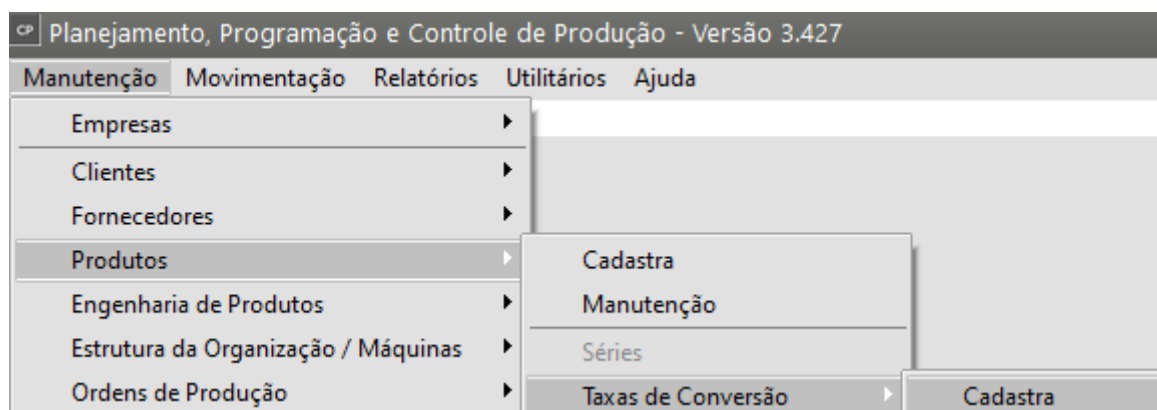 CP Planejamento, Programação e Controle de Produção - Versão 3.427
Manutenção Movimentação Relatórios Utilitários Ajuda
Empresas
Clientes
Fornecedores
Produtos Cadastra
Engenharia de Produtos Manutenção
Estrutura da Organização / Máquinas Séries
Ordens de Produção Taxas de Conversão Cadastra